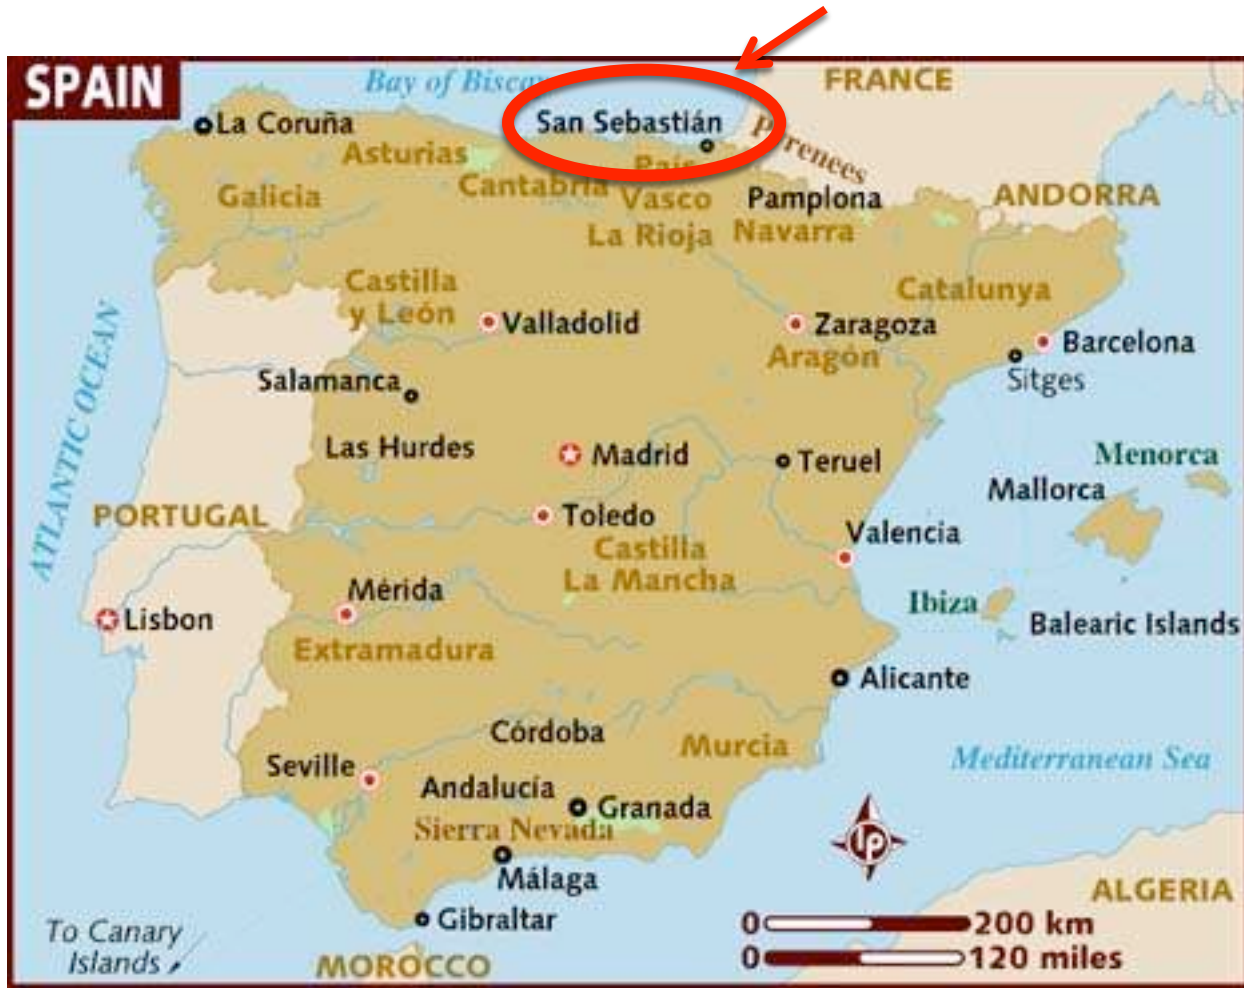 SPAIN
Bay of Biscay
FRANCE
La Coruña
San Sebastián
Pyrenees
Asturias
Cantabria
País
Vasco
Galicia
Pamplona
ANDORRA
La Rioja
Navarra
Castilla
y León
Catalunya
Valladolid
Zaragoza
Barcelona
Aragón
Sitges
Salamanca
ATLANTIC OCEAN
Las Hurdes
Madrid
Teruel
Menorca
Mallorca
PORTUGAL
Toledo
Valencia
Castilla
La Mancha
Mérida
Ibiza
Lisbon
Balearic Islands
Extramadura
Alicante
Córdoba
Murcia
Mediterranean Sea
Seville
Andalucía
Granada
Sierra Nevada
lp
Málaga
ALGERIA
Gibraltar
0 200 km
0 120 miles
To Canary
Islands
MOROCCO